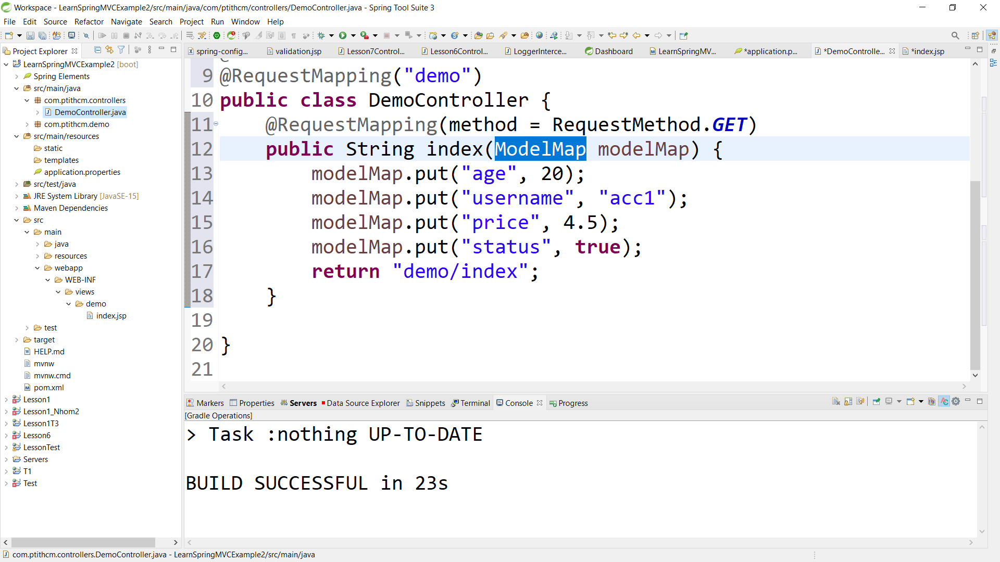 Workspace - LearnSpringMVCExample2/src/main/java/com/ptithcm/controllers/DemoController.java - Spring Tool Suite 3
File Edit Source Refactor Navigate Search Project Run Window Help
Project Explorer
spring-config... validation.jsp Lesson7Control... Lesson6Control... LoggerInterce... Dashboard LearnSpringMV... *application.p... *DemoControlle... *index.jsp
LearnSpringMVCExample2 [boot]
Spring Elements
src/main/java
com.ptithcm.controllers
DemoController.java
com.ptithcm.demo
src/main/resources
static
templates
application.properties
src/test/java
JRE System Library [JavaSE-15]
Maven Dependencies
src
main
java
resources
webapp
WEB-INF
views
demo
index.jsp
test
target
HELP.md
mvnw
mvnw.cmd
pom.xml
Lesson1
Lesson1_Nhom2
Lesson1T3
Lesson6
LessonTest
Servers
T1
Test
9 @RequestMapping("demo")
10 public class DemoController {
11 @RequestMapping(method = RequestMethod.GET)
12 public String index(ModelMap modelMap) {
13 modelMap.put("age", 20);
14 modelMap.put("username", "acc1");
15 modelMap.put("price", 4.5);
16 modelMap.put("status", true);
17 return "demo/index";
18 }
19
20 }
21
Markers Properties Servers Data Source Explorer Snippets Terminal Console Progress
[Gradle Operations]
> Task :nothing UP-TO-DATE
BUILD SUCCESSFUL in 23s
com.ptithcm.controllers.DemoController.java - LearnSpringMVCExample2/src/main/java